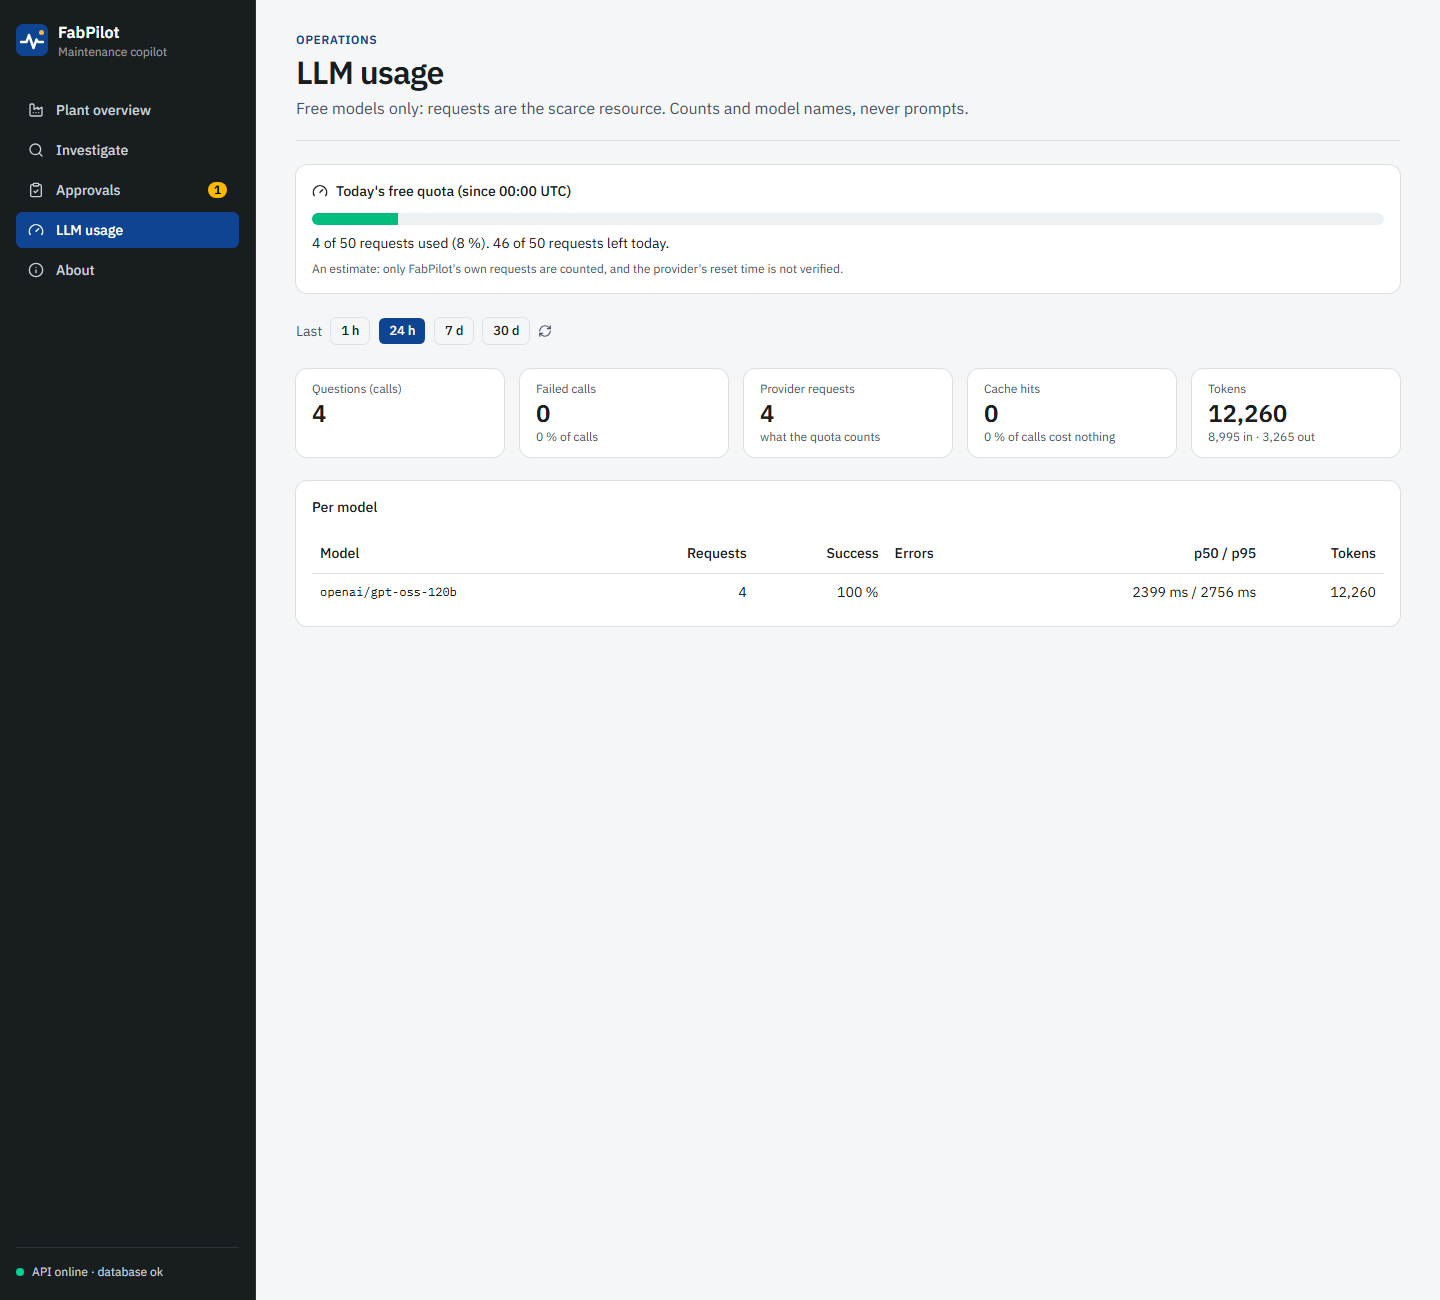 FabPilot
Maintenance copilot
Plant overview
Investigate
Approvals 1
LLM usage
About
API online · database ok
OPERATIONS
LLM usage
Free models only: requests are the scarce resource. Counts and model names, never prompts.
Today's free quota (since 00:00 UTC)
4 of 50 requests used (8 %). 46 of 50 requests left today.
An estimate: only FabPilot's own requests are counted, and the provider's reset time is not verified.
Last 1 h 24 h 7 d 30 d
Questions (calls)
4
Failed calls
0
0 % of calls
Provider requests
4
what the quota counts
Cache hits
0
0 % of calls cost nothing
Tokens
12,260
8,995 in · 3,265 out
Per model
Model Requests Success Errors p50 / p95 Tokens
openai/gpt-oss-120b 4 100 % 2399 ms / 2756 ms 12,260